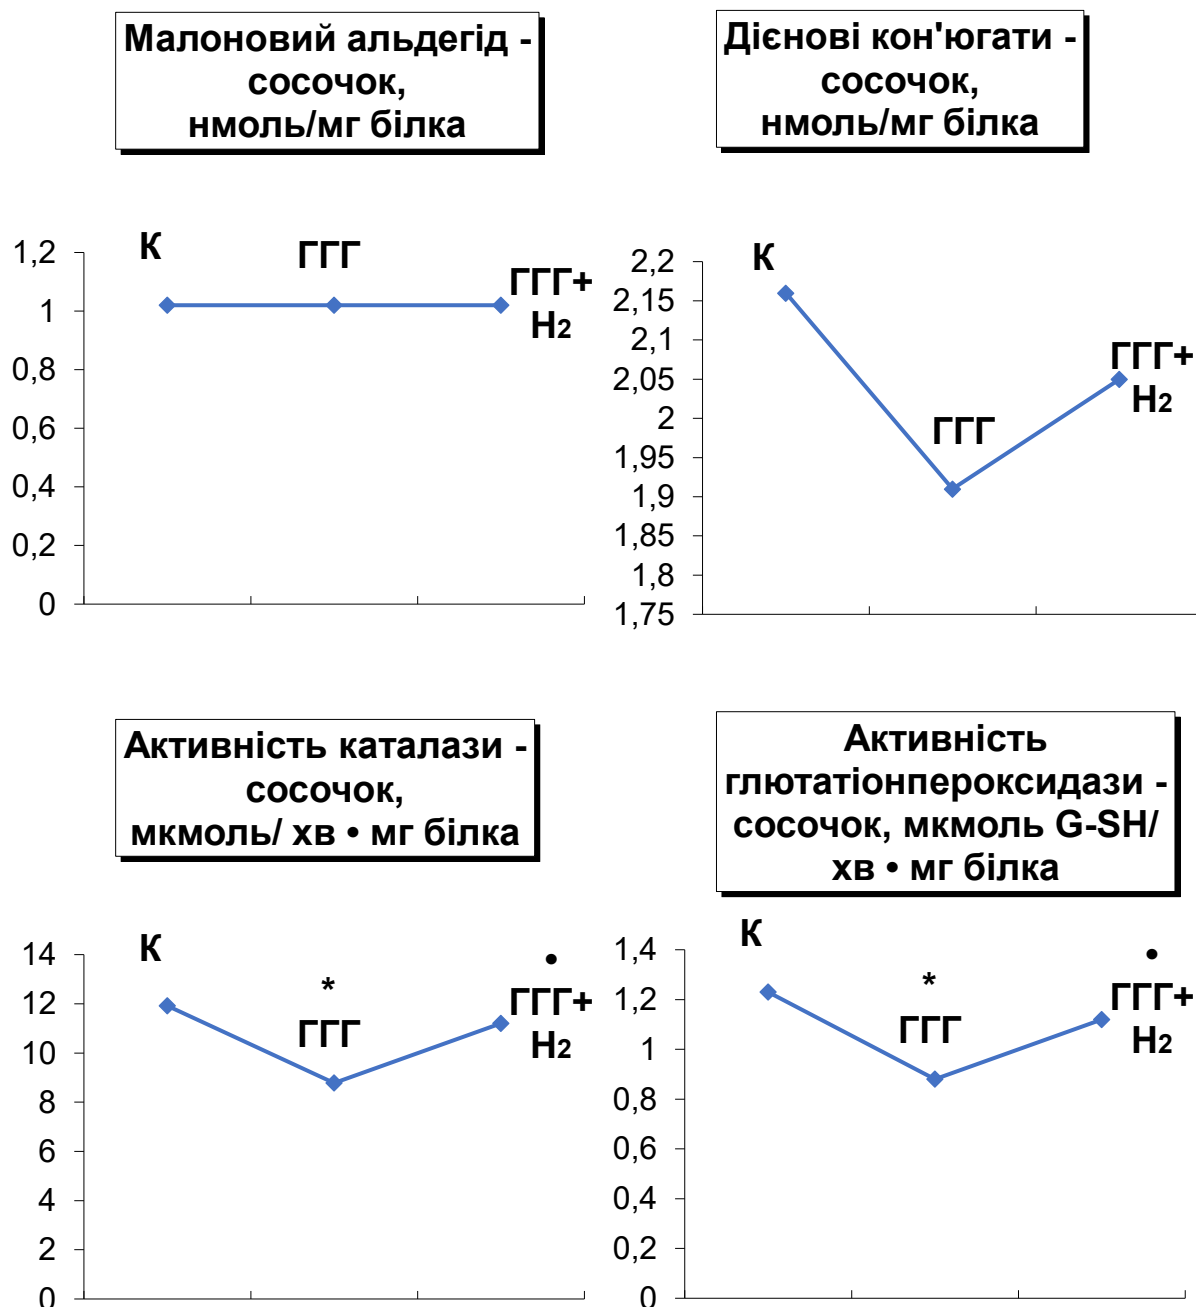 Малоновий альдегід -
сосочок,
нмоль/мг білка
К
ГГГ
ГГГ+
Н2
1,2
1
0,8
0,6
0,4
0,2
0
Дієнові кон'югати -
сосочок,
нмоль/мг білка
К
ГГГ
ГГГ+
Н2
2,2
2,15
2,1
2,05
2
1,95
1,9
1,85
1,8
1,75
Активність каталази -
сосочок,
мкмоль/ хв • мг білка
К
*
ГГГ
•
ГГГ+
Н2
14
12
10
8
6
4
2
0
Активність
глютатіонпероксидази -
сосочок, мкмоль G-SH/
хв • мг білка
К
*
ГГГ
•
ГГГ+
Н2
1,4
1,2
1
0,8
0,6
0,4
0,2
0